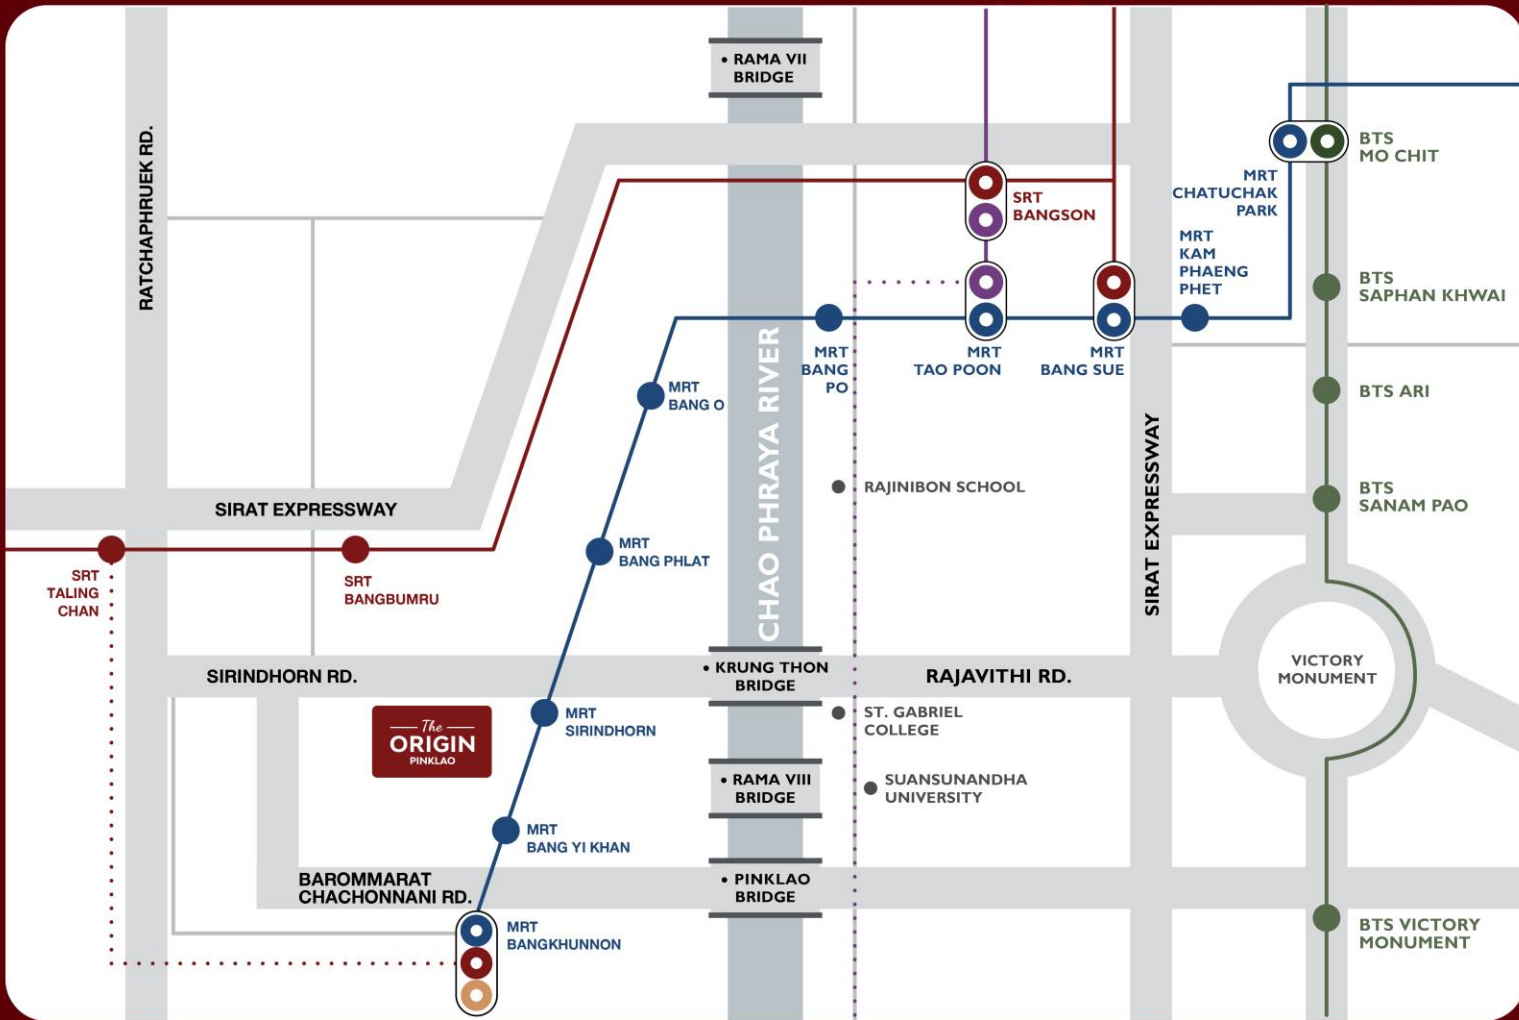 • RAMA VII
BRIDGE
RATCHAPHRUEK RD.
BTS
MO CHIT
MRT
CHATUCHAK
PARK
SRT
BANGSON
MRT
KAM
PHAENG
PHET
BTS
SAPHAN KHWAI
CHAO PHRAYA RIVER
MRT
BANG
PO
MRT
TAO POON
MRT
BANG SUE
MRT
BANG O
BTS ARI
SIRAT EXPRESSWAY
RAJINIBON SCHOOL
BTS
SANAM PAO
SIRAT EXPRESSWAY
MRT
BANG PHLAT
SRT
TALING
CHAN
SRT
BANGBUMRU
SIRINDHORN RD.
• KRUNG THON
BRIDGE
RAJAVITHI RD.
VICTORY
MONUMENT
The
ORIGIN
PINKLAO
MRT
SIRINDHORN
ST. GABRIEL
COLLEGE
• RAMA VIII
BRIDGE
SUANSUNANDHA
UNIVERSITY
MRT
BANG YI KHAN
BAROMMARAT
CHACHONNANI RD.
• PINKLAO
BRIDGE
MRT
BANGKHUNNON
BTS VICTORY
MONUMENT